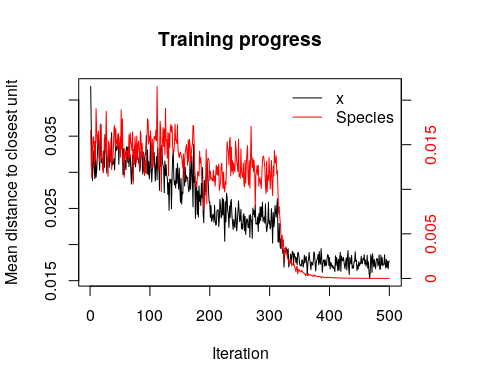 Training progress
x
Species
Mean distance to closest unit
0.035
0.025
0.015
0.015
0.005
0
0 100 200 300 400 500
Iteration